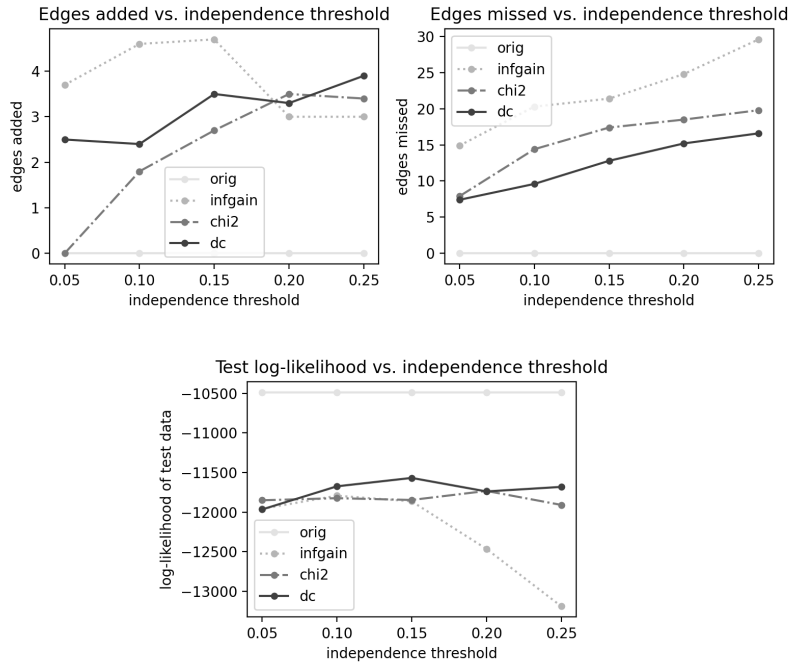 Edges added vs. independence threshold
edges added
4
3
2
1
0
orig
infgain
chi2
dc
0.05 0.10 0.15 0.20 0.25
independence threshold
Edges missed vs. independence threshold
edges missed
30
25
20
15
10
5
0
orig
infgain
chi2
dc
0.05 0.10 0.15 0.20 0.25
independence threshold
Test log-likelihood vs. independence threshold
log-likelihood of test data
−10500
−11000
−11500
−12000
−12500
−13000
orig
infgain
chi2
dc
0.05 0.10 0.15 0.20 0.25
independence threshold